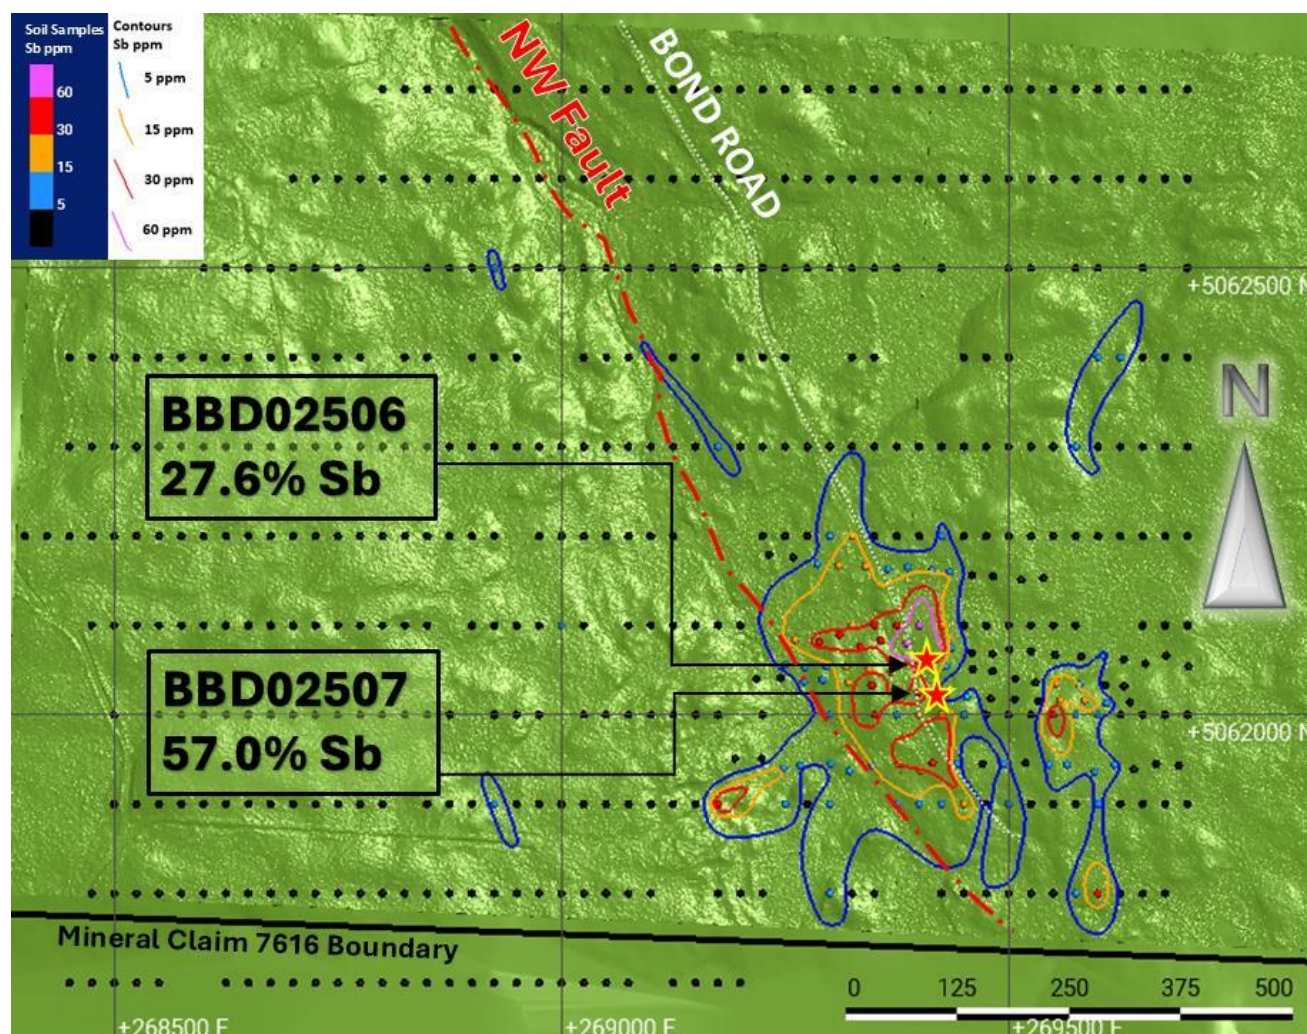 Soil Samples
Sb ppm
60
30
15
5
Contours
Sb ppm
5 ppm
15 ppm
30 ppm
60 ppm
NW Fault
BOND ROAD
+5062500 N
N
BBD02506
27.6% Sb
BBD02507
57.0% Sb
+5062000 N
Mineral Claim 7616 Boundary
0 125 250 375 500
+268500 E
+269000 E
+269500 E